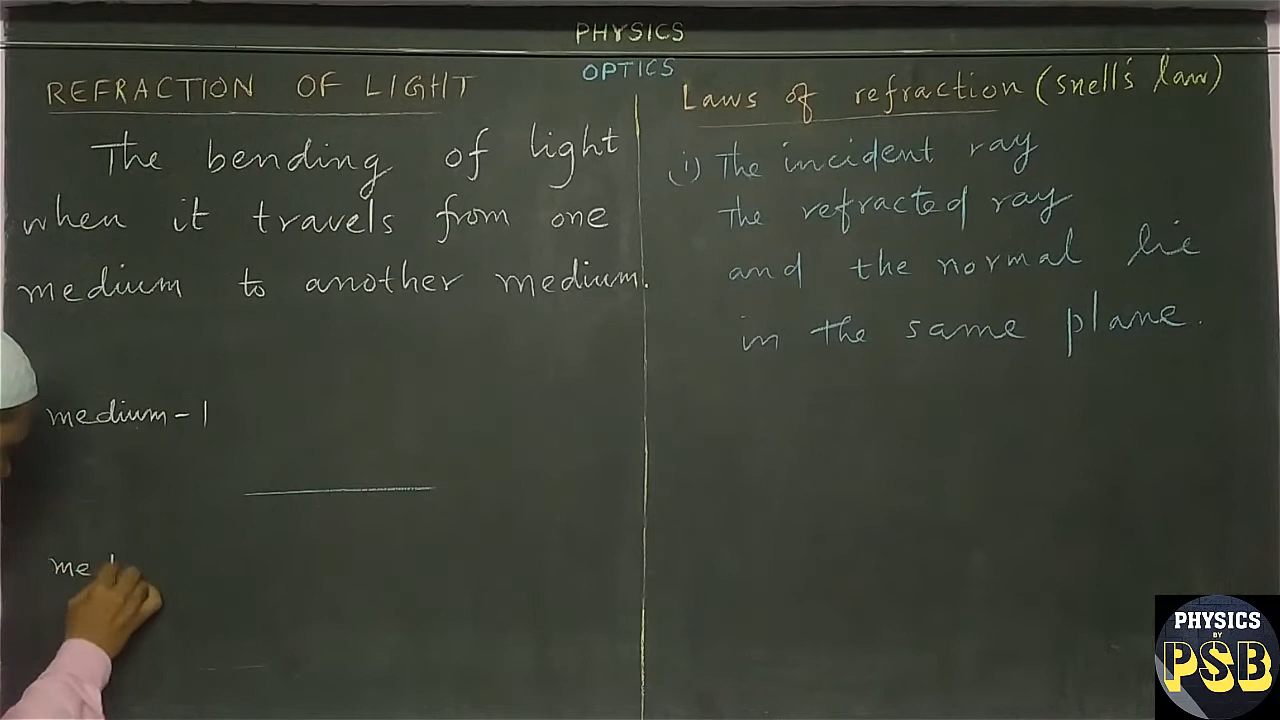 PHYSICS
OPTICS
REFRACTION OF LIGHT
The bending of light
when it travels from one
medium to another medium.
medium - 1
me
Laws of refraction (snell's law)
(i) The incident ray
The refracted ray
and the normal lie
in the same plane.
PHYSICS
BY
PSB